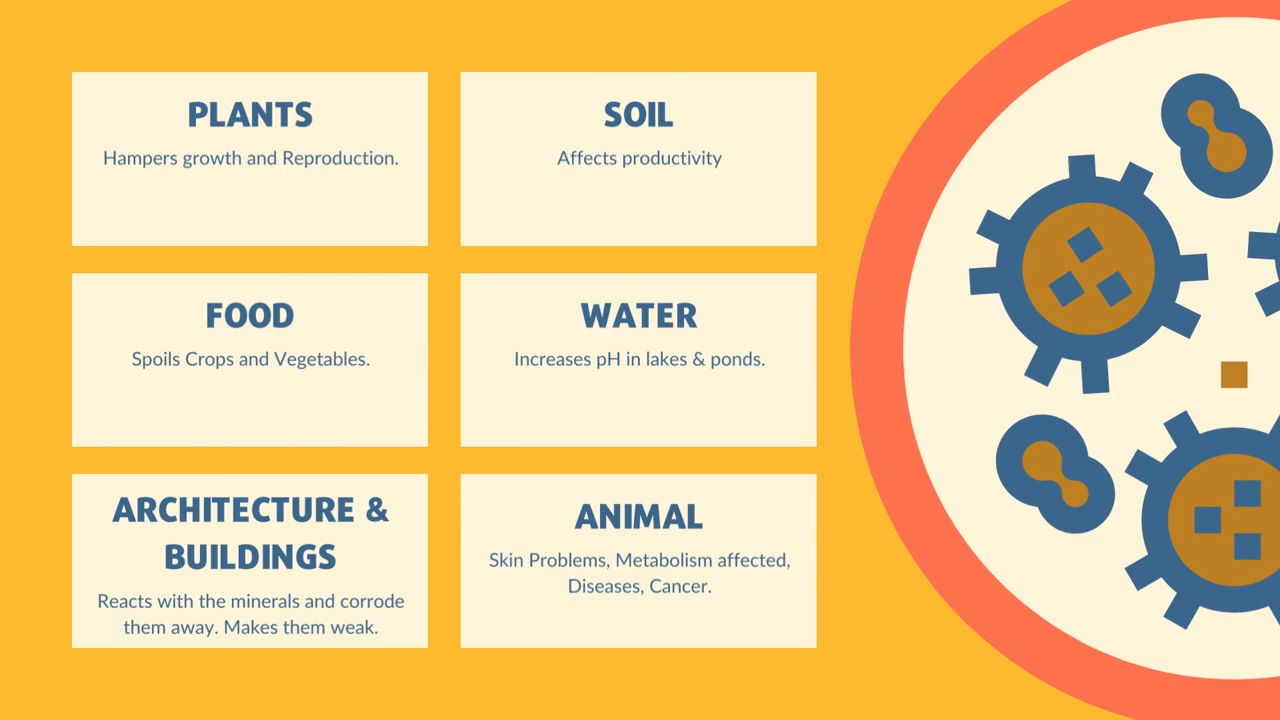 PLANTS
Hampers growth and Reproduction.
SOIL
Affects productivity
FOOD
Spoils Crops and Vegetables.
WATER
Increases pH in lakes & ponds.
ARCHITECTURE &
BUILDINGS
Reacts with the minerals and corrode
them away. Makes them weak.
ANIMAL
Skin Problems, Metabolism affected,
Diseases, Cancer.